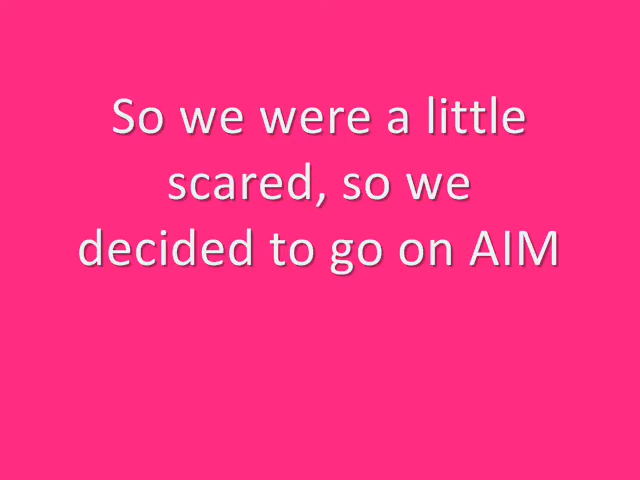 So we were a little
scared, so we
decided to go on AIM